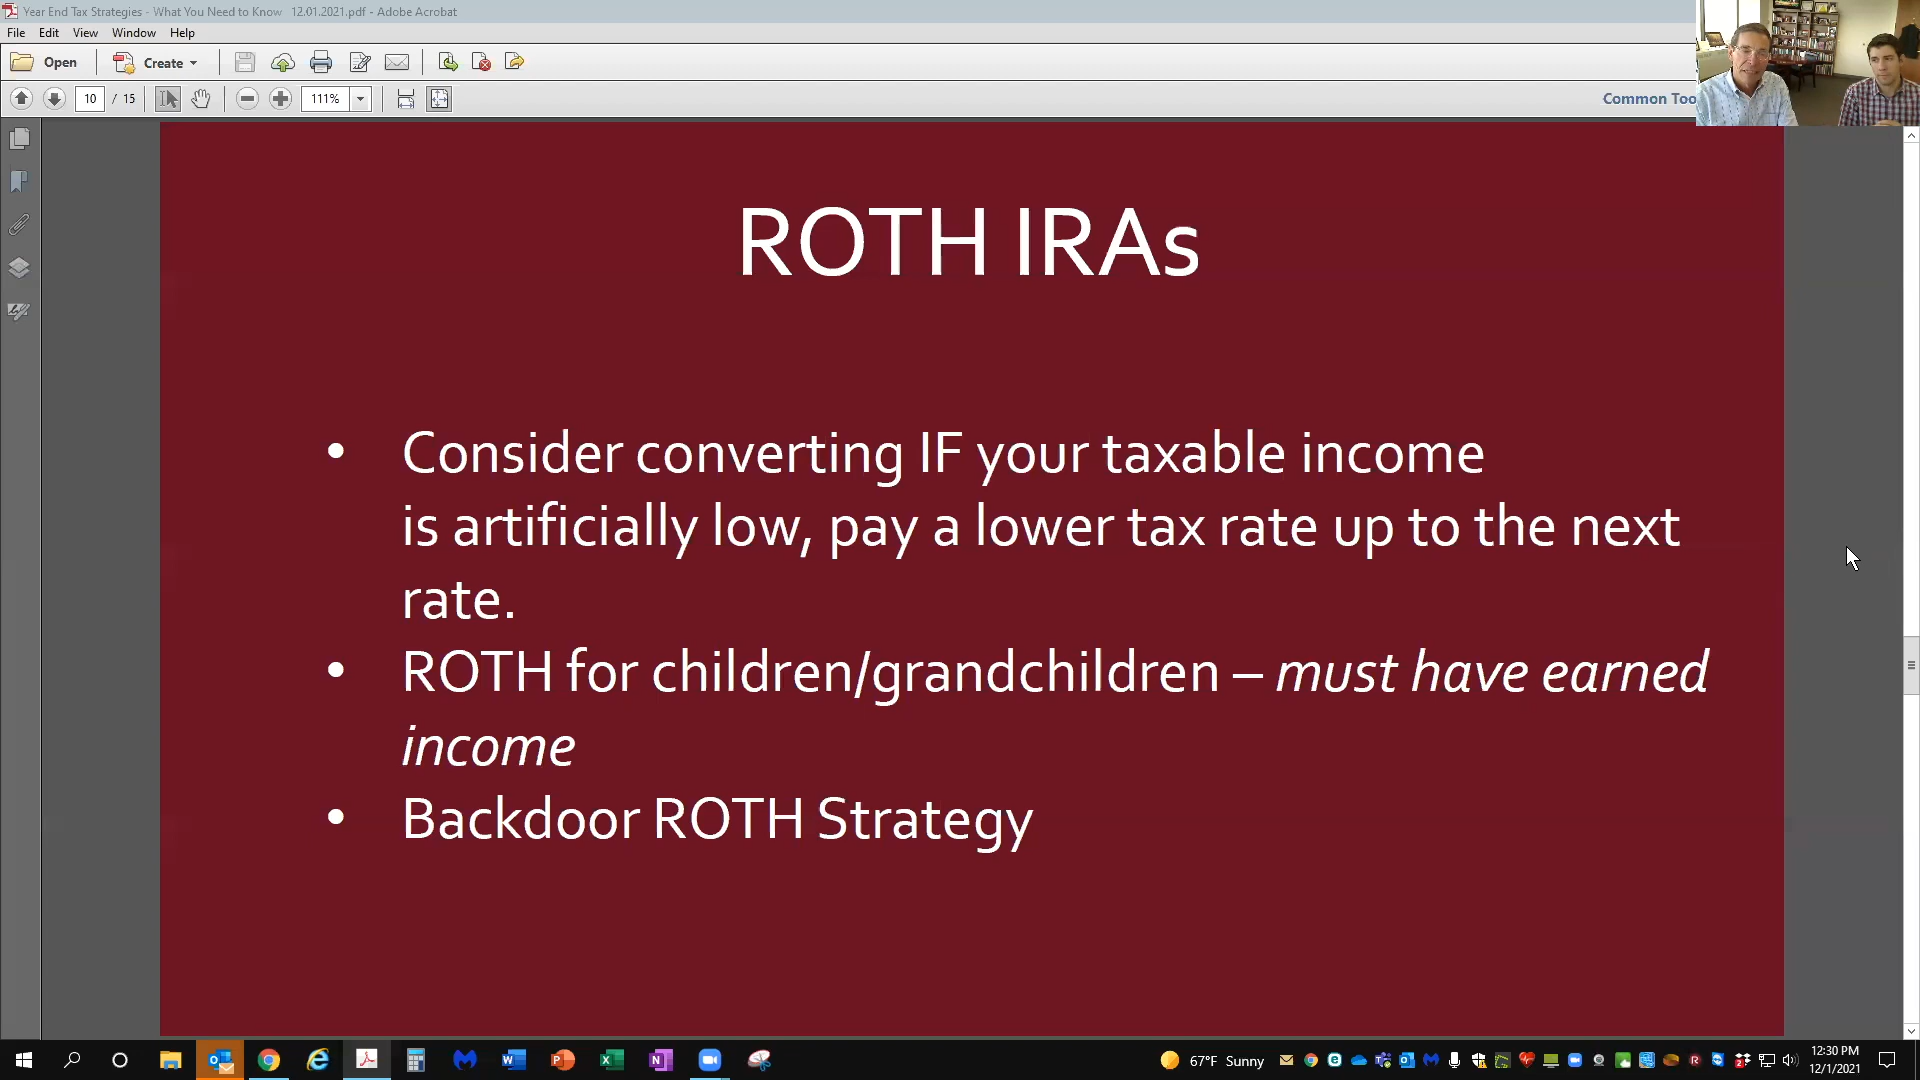 Year End Tax Strategies - What You Need to Know 12.01.2021.pdf - Adobe Acrobat
File Edit View Window Help
Open Create
10 / 15 111% Common Too
ROTH IRAs
• Consider converting IF your taxable income
is artificially low, pay a lower tax rate up to the next
rate.
• ROTH for children/grandchildren – must have earned
income
• Backdoor ROTH Strategy
67°F Sunny
12:30 PM
12/1/2021